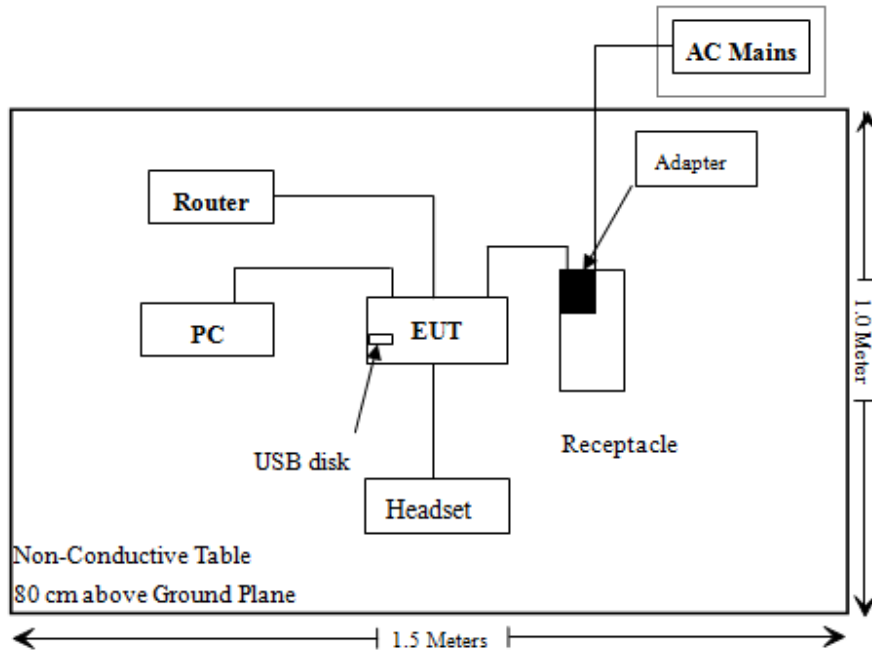 AC Mains
Adapter
Router
PC
EUT
USB disk
Receptacle
Headset
Non-Conductive Table
80 cm above Ground Plane
1.0 Meter
1.5 Meters